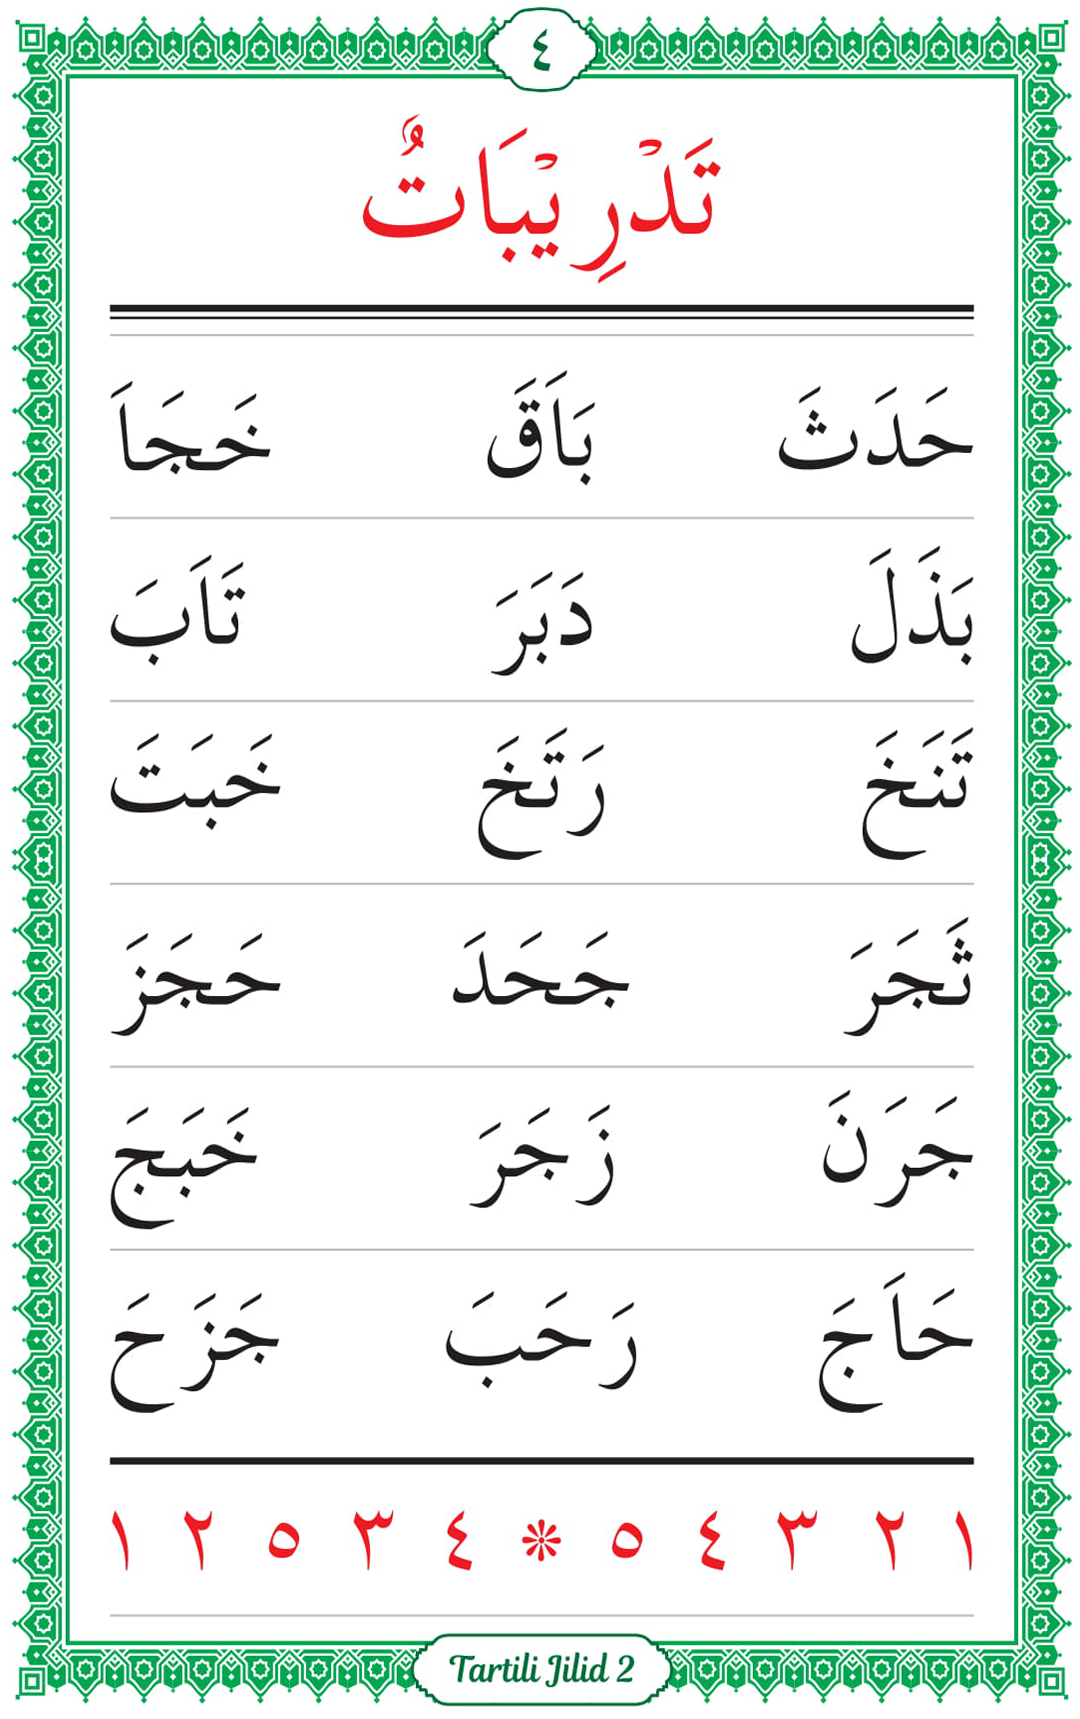 ٤
تَدْرِيْبَاتٌ
حَدَثَ بَاَقَ خَجَاَ
بَذَلَ دَبَرَ تَاَبَ
تَنَخَ رَتَخَ خَبَتَ
ثَجَرَ جَحَدَ حَجَزَ
جَرَنَ زَجَرَ خَبَجَ
حَاَجَ رَحَبَ جَزَحَ
١ ٢ ٣ ٤ ٥ ❊ ٤ ٣ ٥ ٢ ١
Tartili Jilid 2